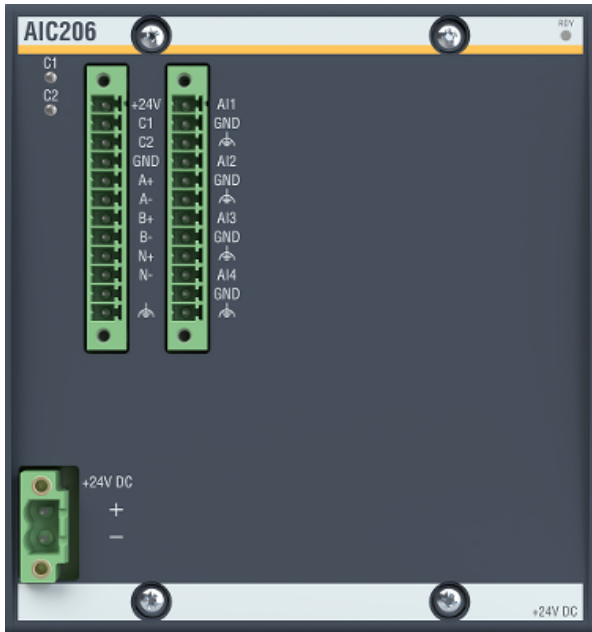 AIC206
RDY
C1
C2
+24V
C1
C2
GND
A+
A-
B+
B-
N+
N-
AI1
GND
AI2
GND
AI3
GND
AI4
GND
+24V DC
+
−
+24V DC